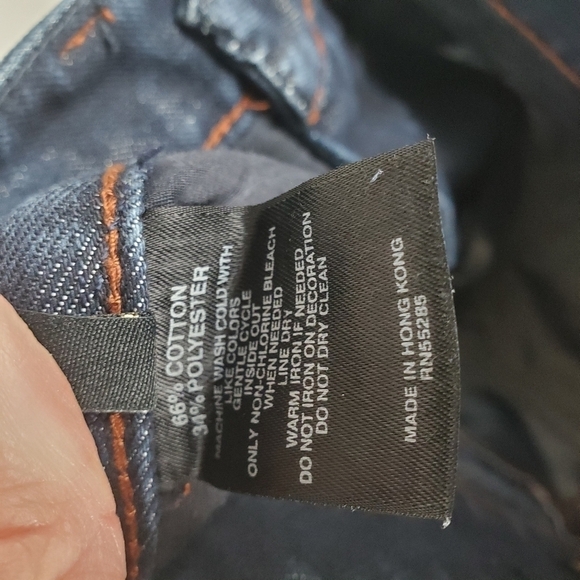 66% COTTON
34% POLYESTER
MACHINE WASH COLD WITH
LIKE COLORS
GENTLE CYCLE
INSIDE OUT
ONLY NON-CHLORINE BLEACH
WHEN NEEDED
LINE DRY
WARM IRON IF NEEDED
DO NOT IRON ON DECORATION
DO NOT DRY CLEAN
MADE IN HONG KONG
RN55285